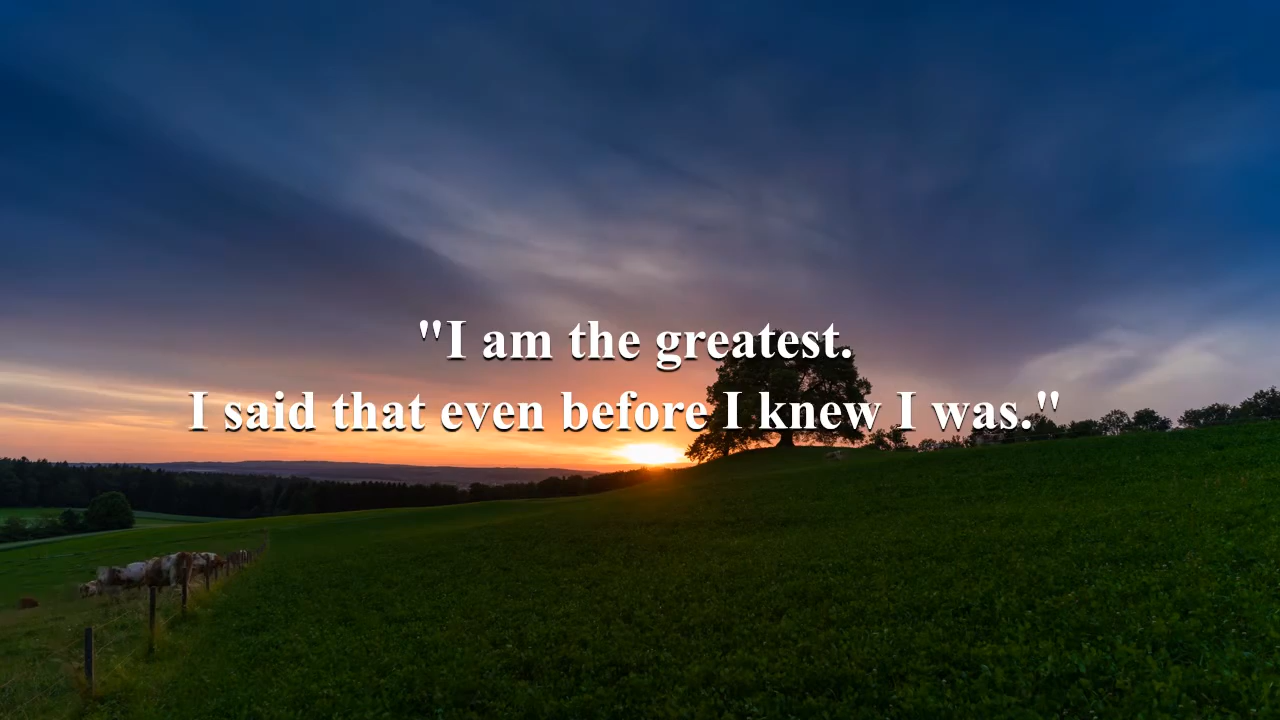 "I am the greatest.
I said that even before I knew I was."